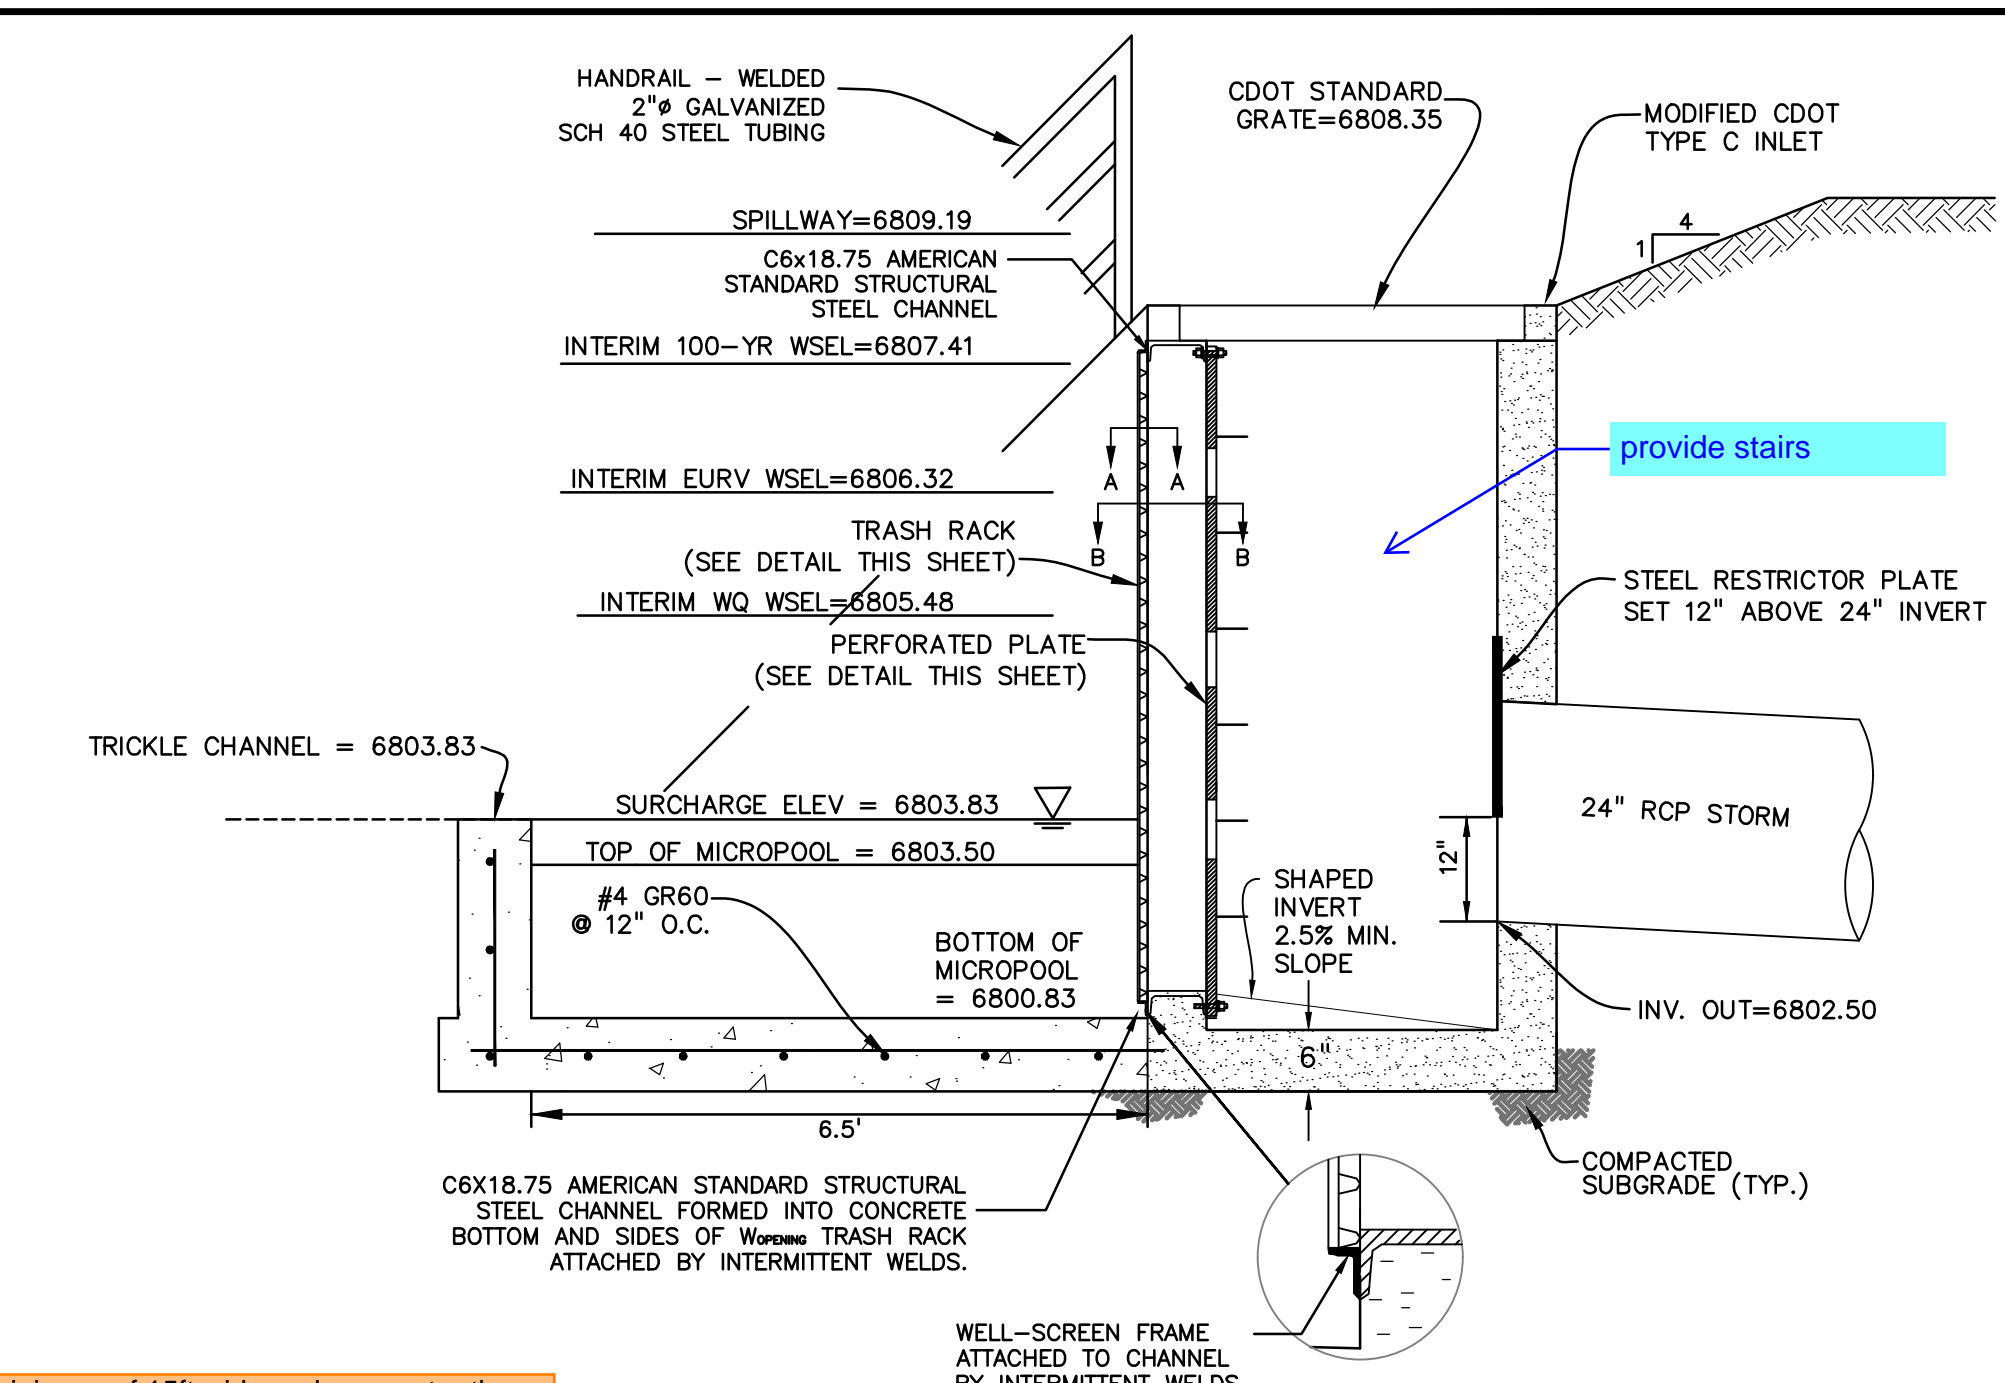 HANDRAIL – WELDED
2"ø GALVANIZED
SCH 40 STEEL TUBING
CDOT STANDARD
GRATE=6808.35
MODIFIED CDOT
TYPE C INLET
SPILLWAY=6809.19
4
1
C6x18.75 AMERICAN
STANDARD STRUCTURAL
STEEL CHANNEL
INTERIM 100–YR WSEL=6807.41
provide stairs
INTERIM EURV WSEL=6806.32
A A
TRASH RACK
(SEE DETAIL THIS SHEET)
B B
INTERIM WQ WSEL=6805.48
STEEL RESTRICTOR PLATE
SET 12" ABOVE 24" INVERT
PERFORATED PLATE
(SEE DETAIL THIS SHEET)
TRICKLE CHANNEL = 6803.83
SURCHARGE ELEV = 6803.83
24" RCP STORM
TOP OF MICROPOOL = 6803.50
12"
#4 GR60
@ 12" O.C.
SHAPED
INVERT
2.5% MIN.
SLOPE
BOTTOM OF
MICROPOOL
= 6800.83
INV. OUT=6802.50
6"
6.5'
COMPACTED
SUBGRADE (TYP.)
C6X18.75 AMERICAN STANDARD STRUCTURAL
STEEL CHANNEL FORMED INTO CONCRETE
BOTTOM AND SIDES OF WOPENING TRASH RACK
ATTACHED BY INTERMITTENT WELDS.
WELL–SCREEN FRAME
ATTACHED TO CHANNEL
BY INTERMITTENT WELDS